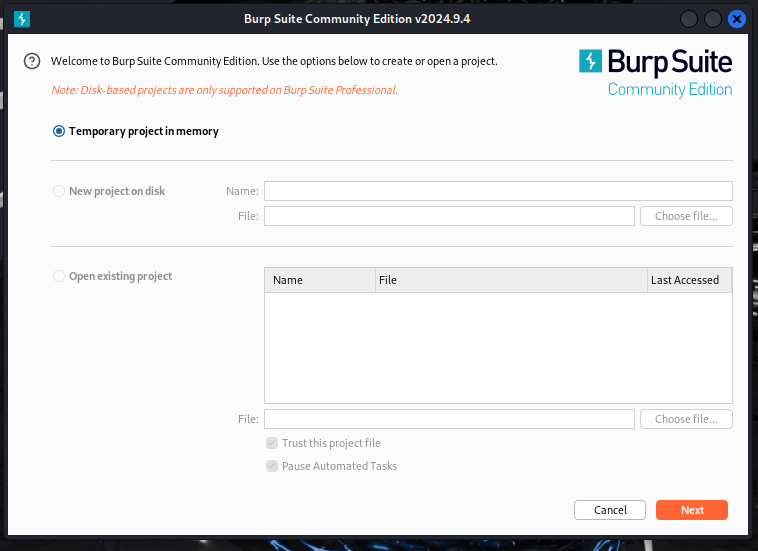 Burp Suite Community Edition v2024.9.4
Welcome to Burp Suite Community Edition. Use the options below to create or open a project.
Note: Disk-based projects are only supported on Burp Suite Professional.
Burp Suite
Community Edition
Temporary project in memory
New project on disk Name:
File: Choose file...
Open existing project Name File Last Accessed
File: Choose file...
Trust this project file
Pause Automated Tasks
Cancel Next